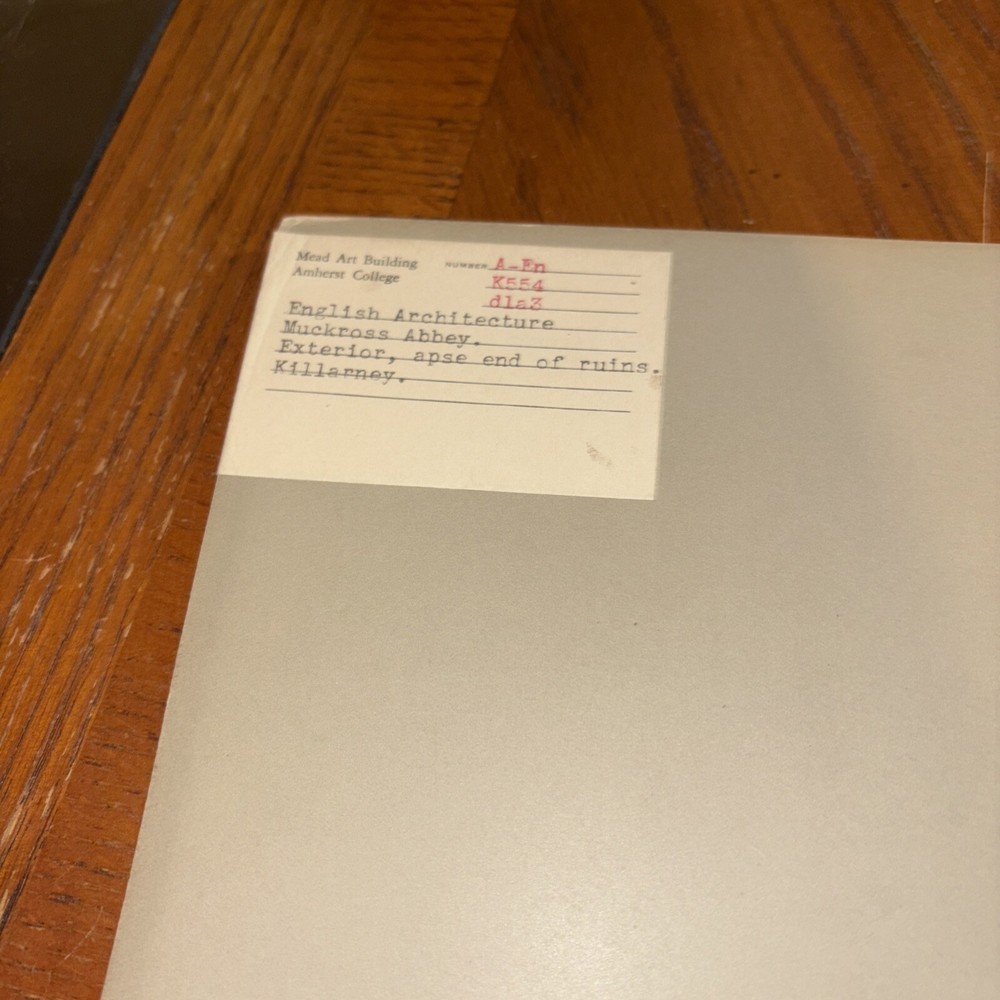 Mead Art Building
Amherst College
NUMBER A-En
K554
d1a3
English Architecture
Muckross Abbey.
Exterior, apse end of ruins.
Killarney.